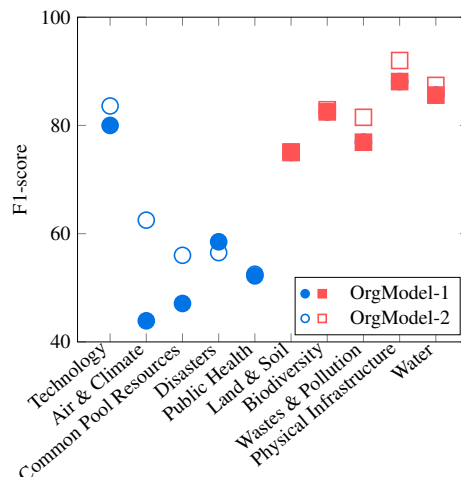 100
80
60
40
F1-score
OrgModel-1
OrgModel-2
Technology
Air & Climate
Common Pool Resources
Disasters
Public Health
Land & Soil
Biodiversity
Wastes & Pollution
Physical Infrastructure
Water